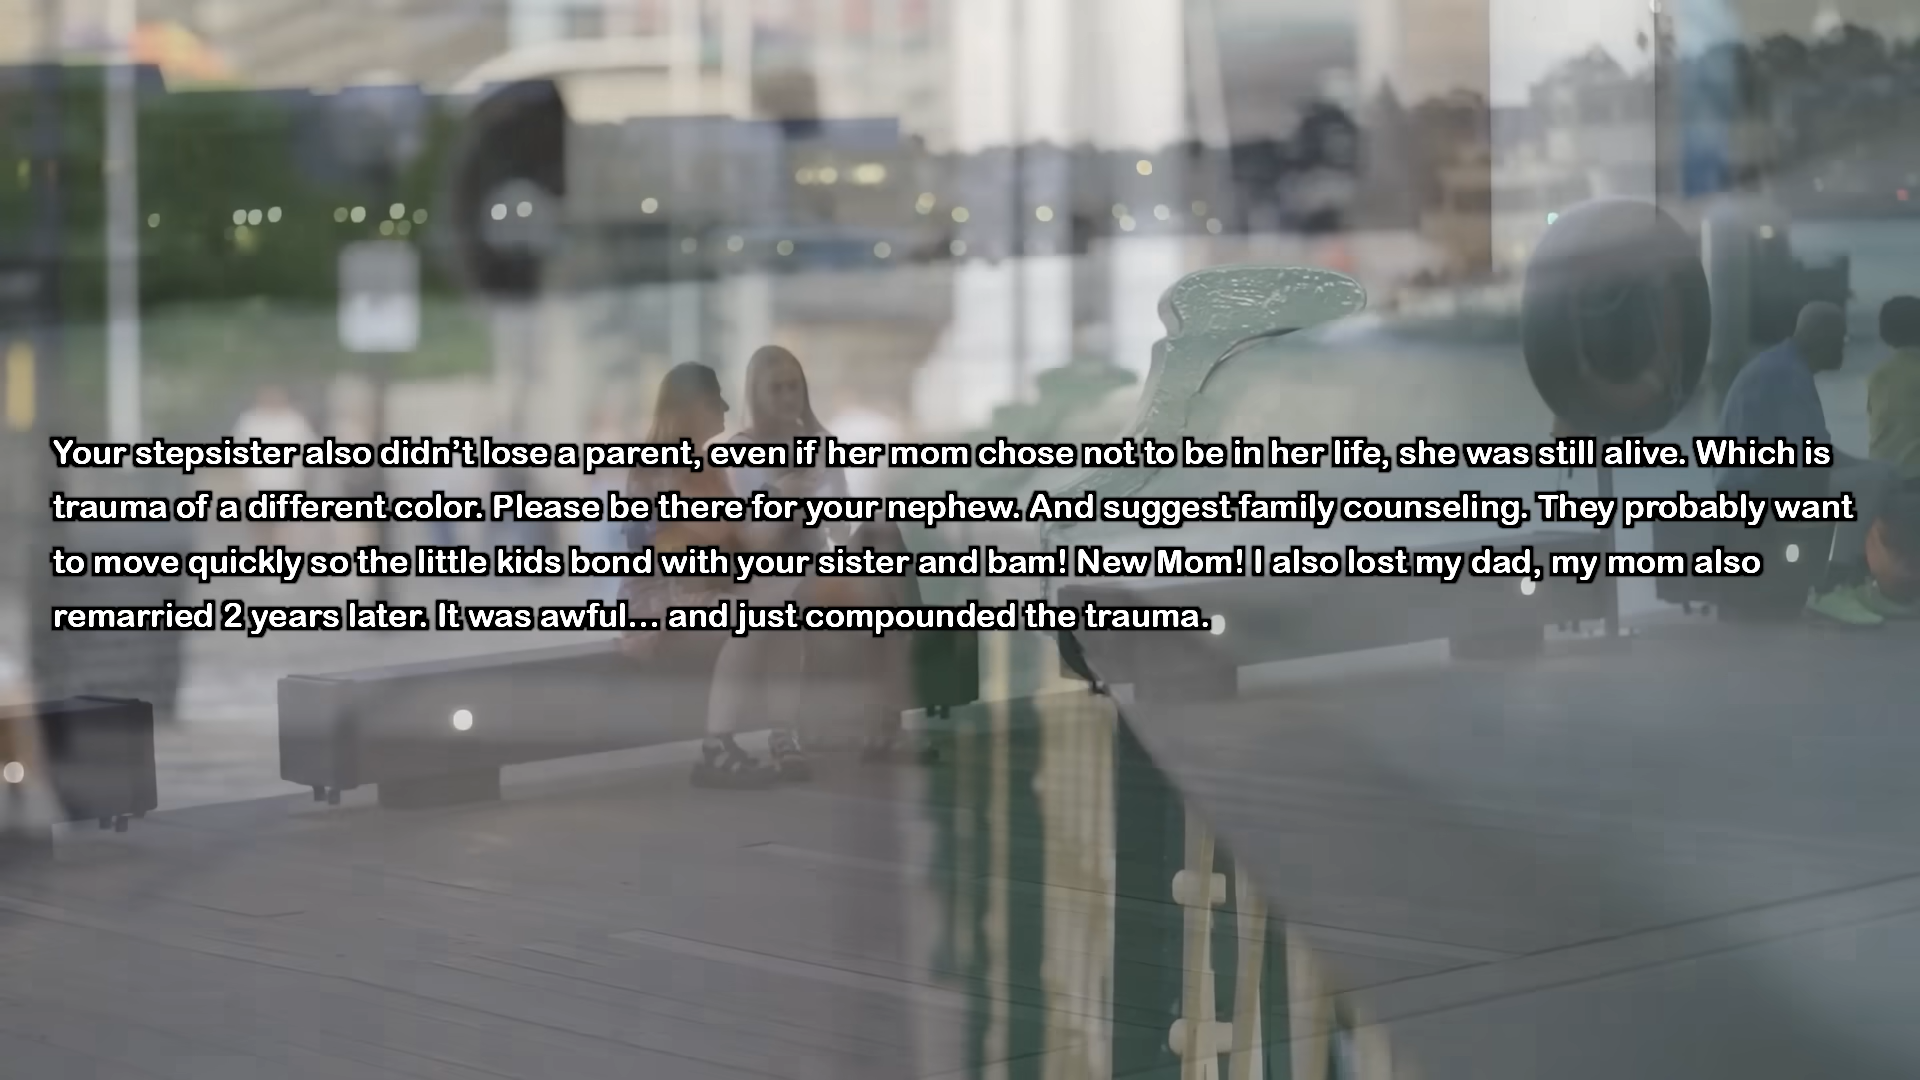 Your stepsister also didn’t lose a parent, even if her mom chose not to be in her life, she was still alive. Which is
trauma of a different color. Please be there for your nephew. And suggest family counseling. They probably want
to move quickly so the little kids bond with your sister and bam! New Mom! I also lost my dad, my mom also
remarried 2 years later. It was awful... and just compounded the trauma.